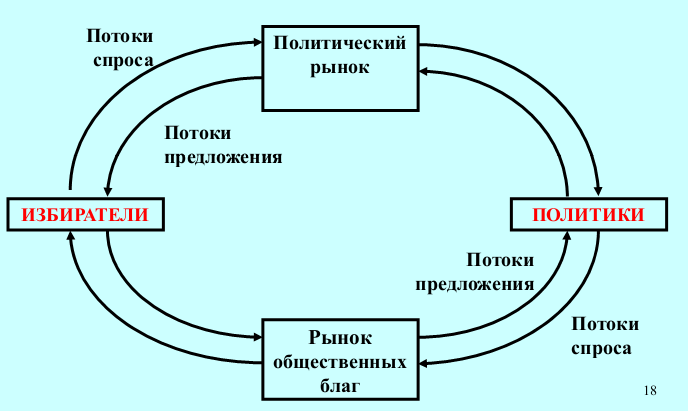 Потоки
спроса
Политический
рынок
Потоки
предложения
ИЗБИРАТЕЛИ
ПОЛИТИКИ
Потоки
предложения
Рынок
общественных
благ
Потоки
спроса
18